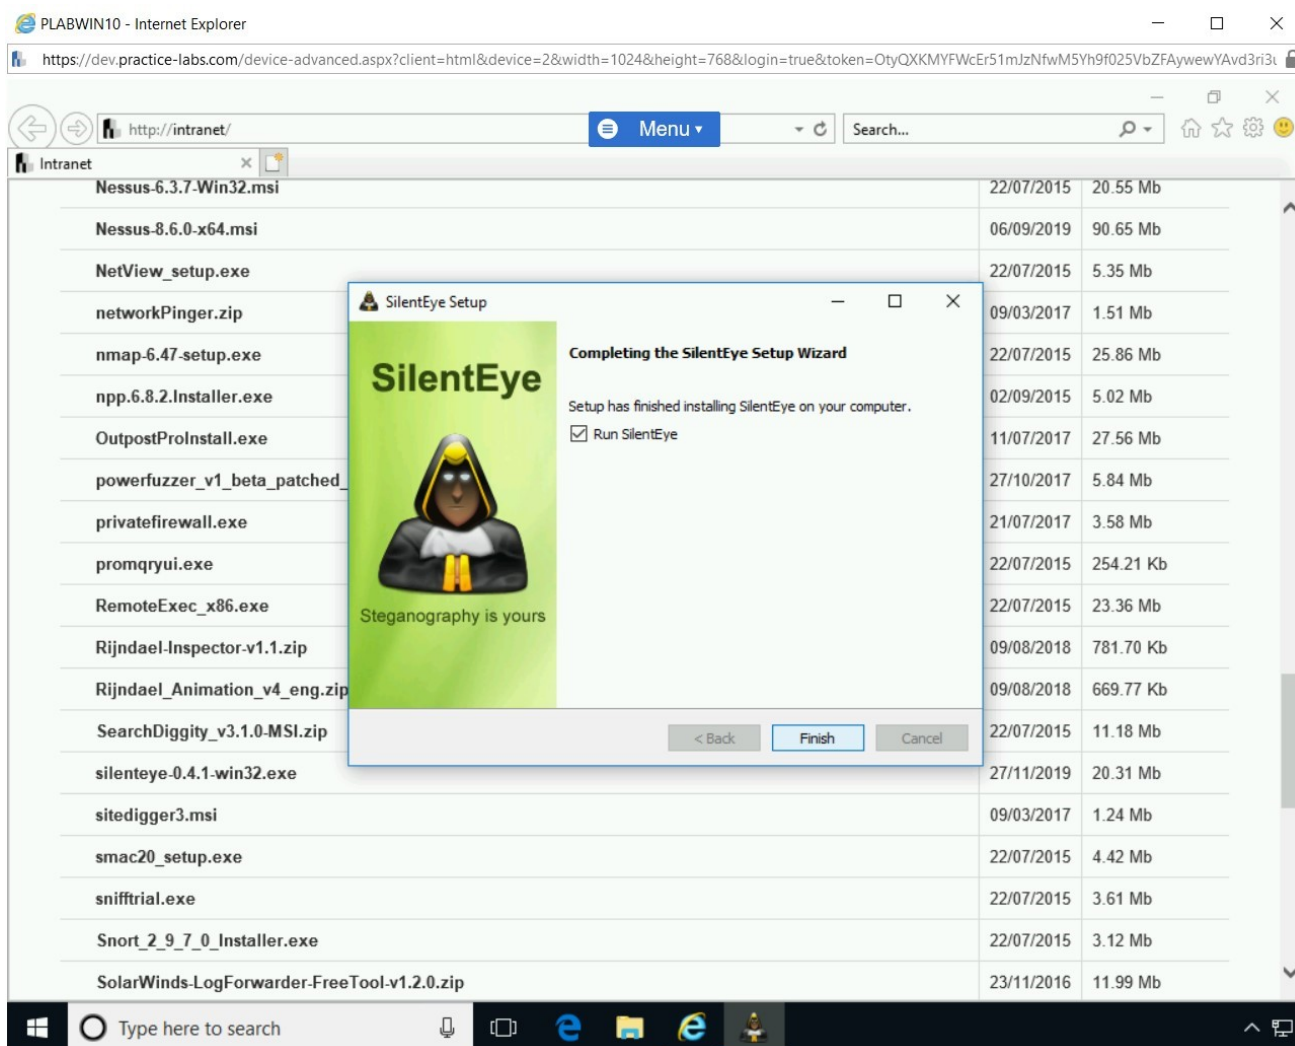 PLABWIN10 - Internet Explorer
https://dev.practice-labs.com/device-advanced.aspx?client=html&device=2&width=1024&height=768&login=true&token=OtyQXKMYFWcEr51mJzNfwM5Yh9f025VbZFAywewYAvd3ri3u
http://intranet/
Menu
Search...
Intranet
Nessus-6.3.7-Win32.msi 22/07/2015 20.55 Mb
Nessus-8.6.0-x64.msi 06/09/2019 90.65 Mb
NetView_setup.exe 22/07/2015 5.35 Mb
networkPinger.zip 09/03/2017 1.51 Mb
nmap-6.47-setup.exe 22/07/2015 25.86 Mb
npp.6.8.2.Installer.exe 02/09/2015 5.02 Mb
OutpostProInstall.exe 11/07/2017 27.56 Mb
powerfuzzer_v1_beta_patched_ 27/10/2017 5.84 Mb
privatefirewall.exe 21/07/2017 3.58 Mb
promqryui.exe 22/07/2015 254.21 Kb
RemoteExec_x86.exe 22/07/2015 23.36 Mb
Rijndael-Inspector-v1.1.zip 09/08/2018 781.70 Kb
Rijndael_Animation_v4_eng.zip 09/08/2018 669.77 Kb
SearchDiggity_v3.1.0-MSI.zip 22/07/2015 11.18 Mb
silenteye-0.4.1-win32.exe 27/11/2019 20.31 Mb
sitedigger3.msi 09/03/2017 1.24 Mb
smac20_setup.exe 22/07/2015 4.42 Mb
snifftrial.exe 22/07/2015 3.61 Mb
Snort_2_9_7_0_Installer.exe 22/07/2015 3.12 Mb
SolarWinds-LogForwarder-FreeTool-v1.2.0.zip 23/11/2016 11.99 Mb
SilentEye Setup
SilentEye
Steganography is yours
Completing the SilentEye Setup Wizard
Setup has finished installing SilentEye on your computer.
Run SilentEye
< Back
Finish
Cancel
Type here to search